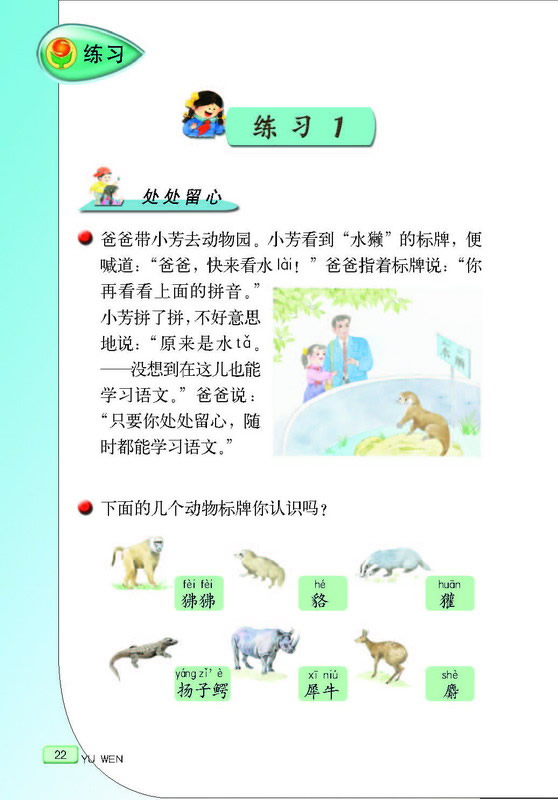 练习
练习1
处处留心
爸爸带小芳去动物园。小芳看到“水獭”的标牌，便
喊道：“爸爸，快来看水lài！”爸爸指着标牌说：“你
再看看上面的拼音。”
小芳拼了拼，不好意思
地说：“原来是水tǎ。
——没想到在这儿也能
学习语文。”爸爸说：
“只要你处处留心，随
时都能学习语文。”
水獭
下面的几个动物标牌你认识吗？
fèi fèi hé huān
狒狒 貉 獾
yáng zǐ' è xī niú shè
扬子鳄 犀牛 麝
22 YU WEN